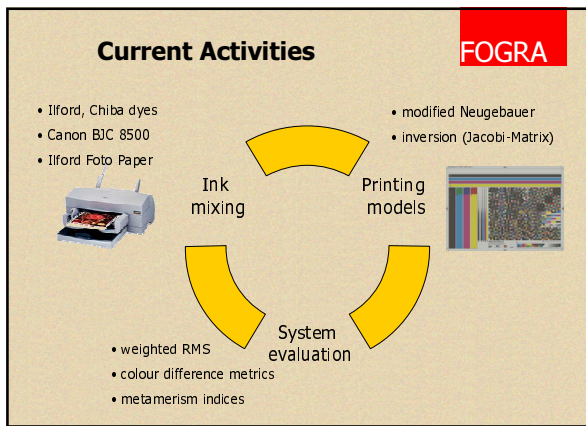 Current Activities
FOGRA
• Ilford, Chiba dyes
• Canon BJC 8500
• Ilford Foto Paper
• modified Neugebauer
• inversion (Jacobi-Matrix)
Ink
mixing
Printing
models
System
evaluation
• weighted RMS
• colour difference metrics
• metamerism indices